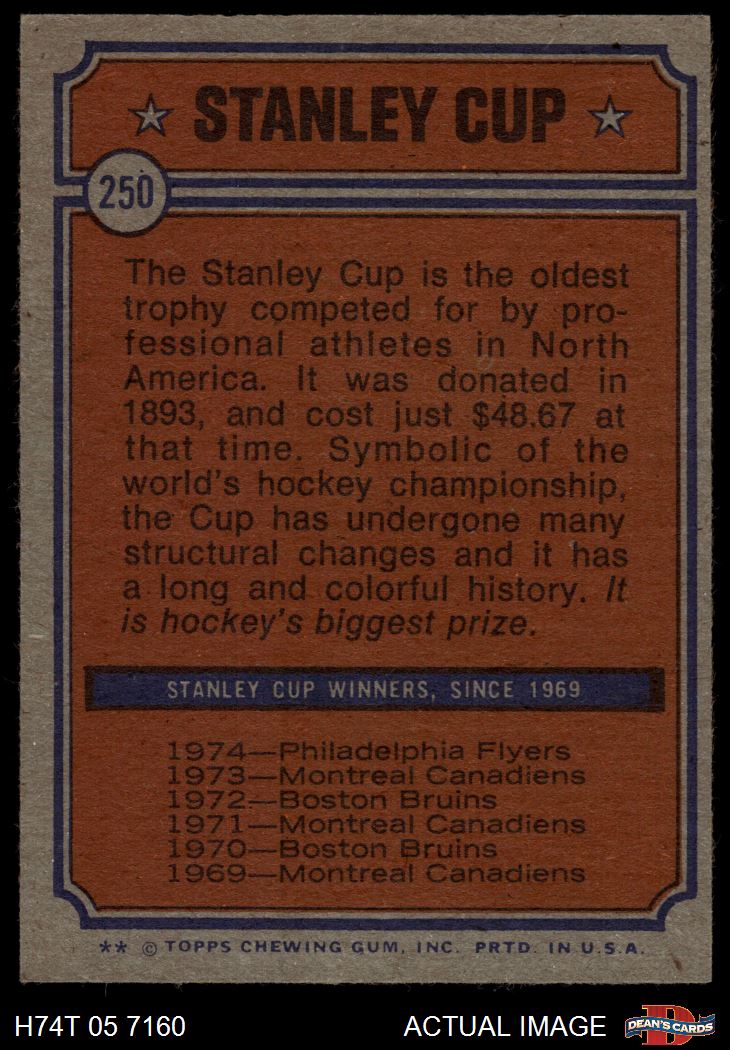 STANLEY CUP
250
The Stanley Cup is the oldest
trophy competed for by pro-
fessional athletes in North
America. It was donated in
1893, and cost just $48.67 at
that time. Symbolic of the
world's hockey championship,
the Cup has undergone many
structural changes and it has
a long and colorful history. It
is hockey's biggest prize.
STANLEY CUP WINNERS, SINCE 1969
1974—Philadelphia Flyers
1973—Montreal Canadiens
1972—Boston Bruins
1971—Montreal Canadiens
1970—Boston Bruins
1969—Montreal Canadiens
** © TOPPS CHEWING GUM, INC. PRTD. IN U.S.A.
H74T 05 7160 ACTUAL IMAGE D DEAN'S CARDS